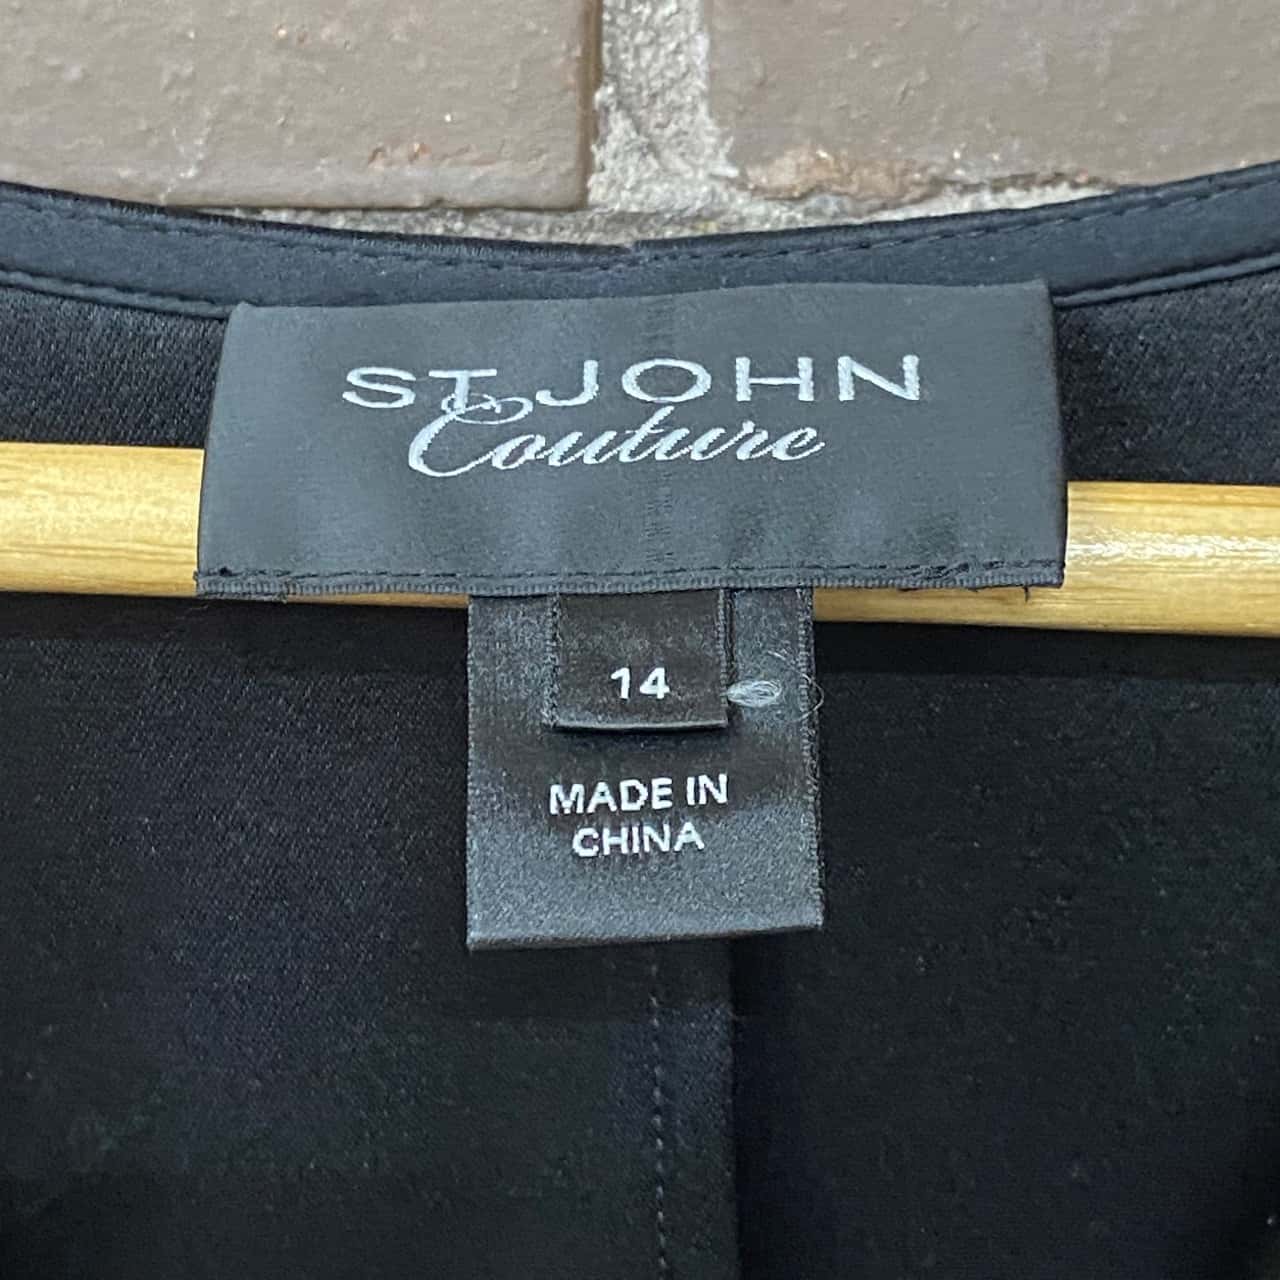 ST. JOHN
Couture
14
MADE IN
CHINA